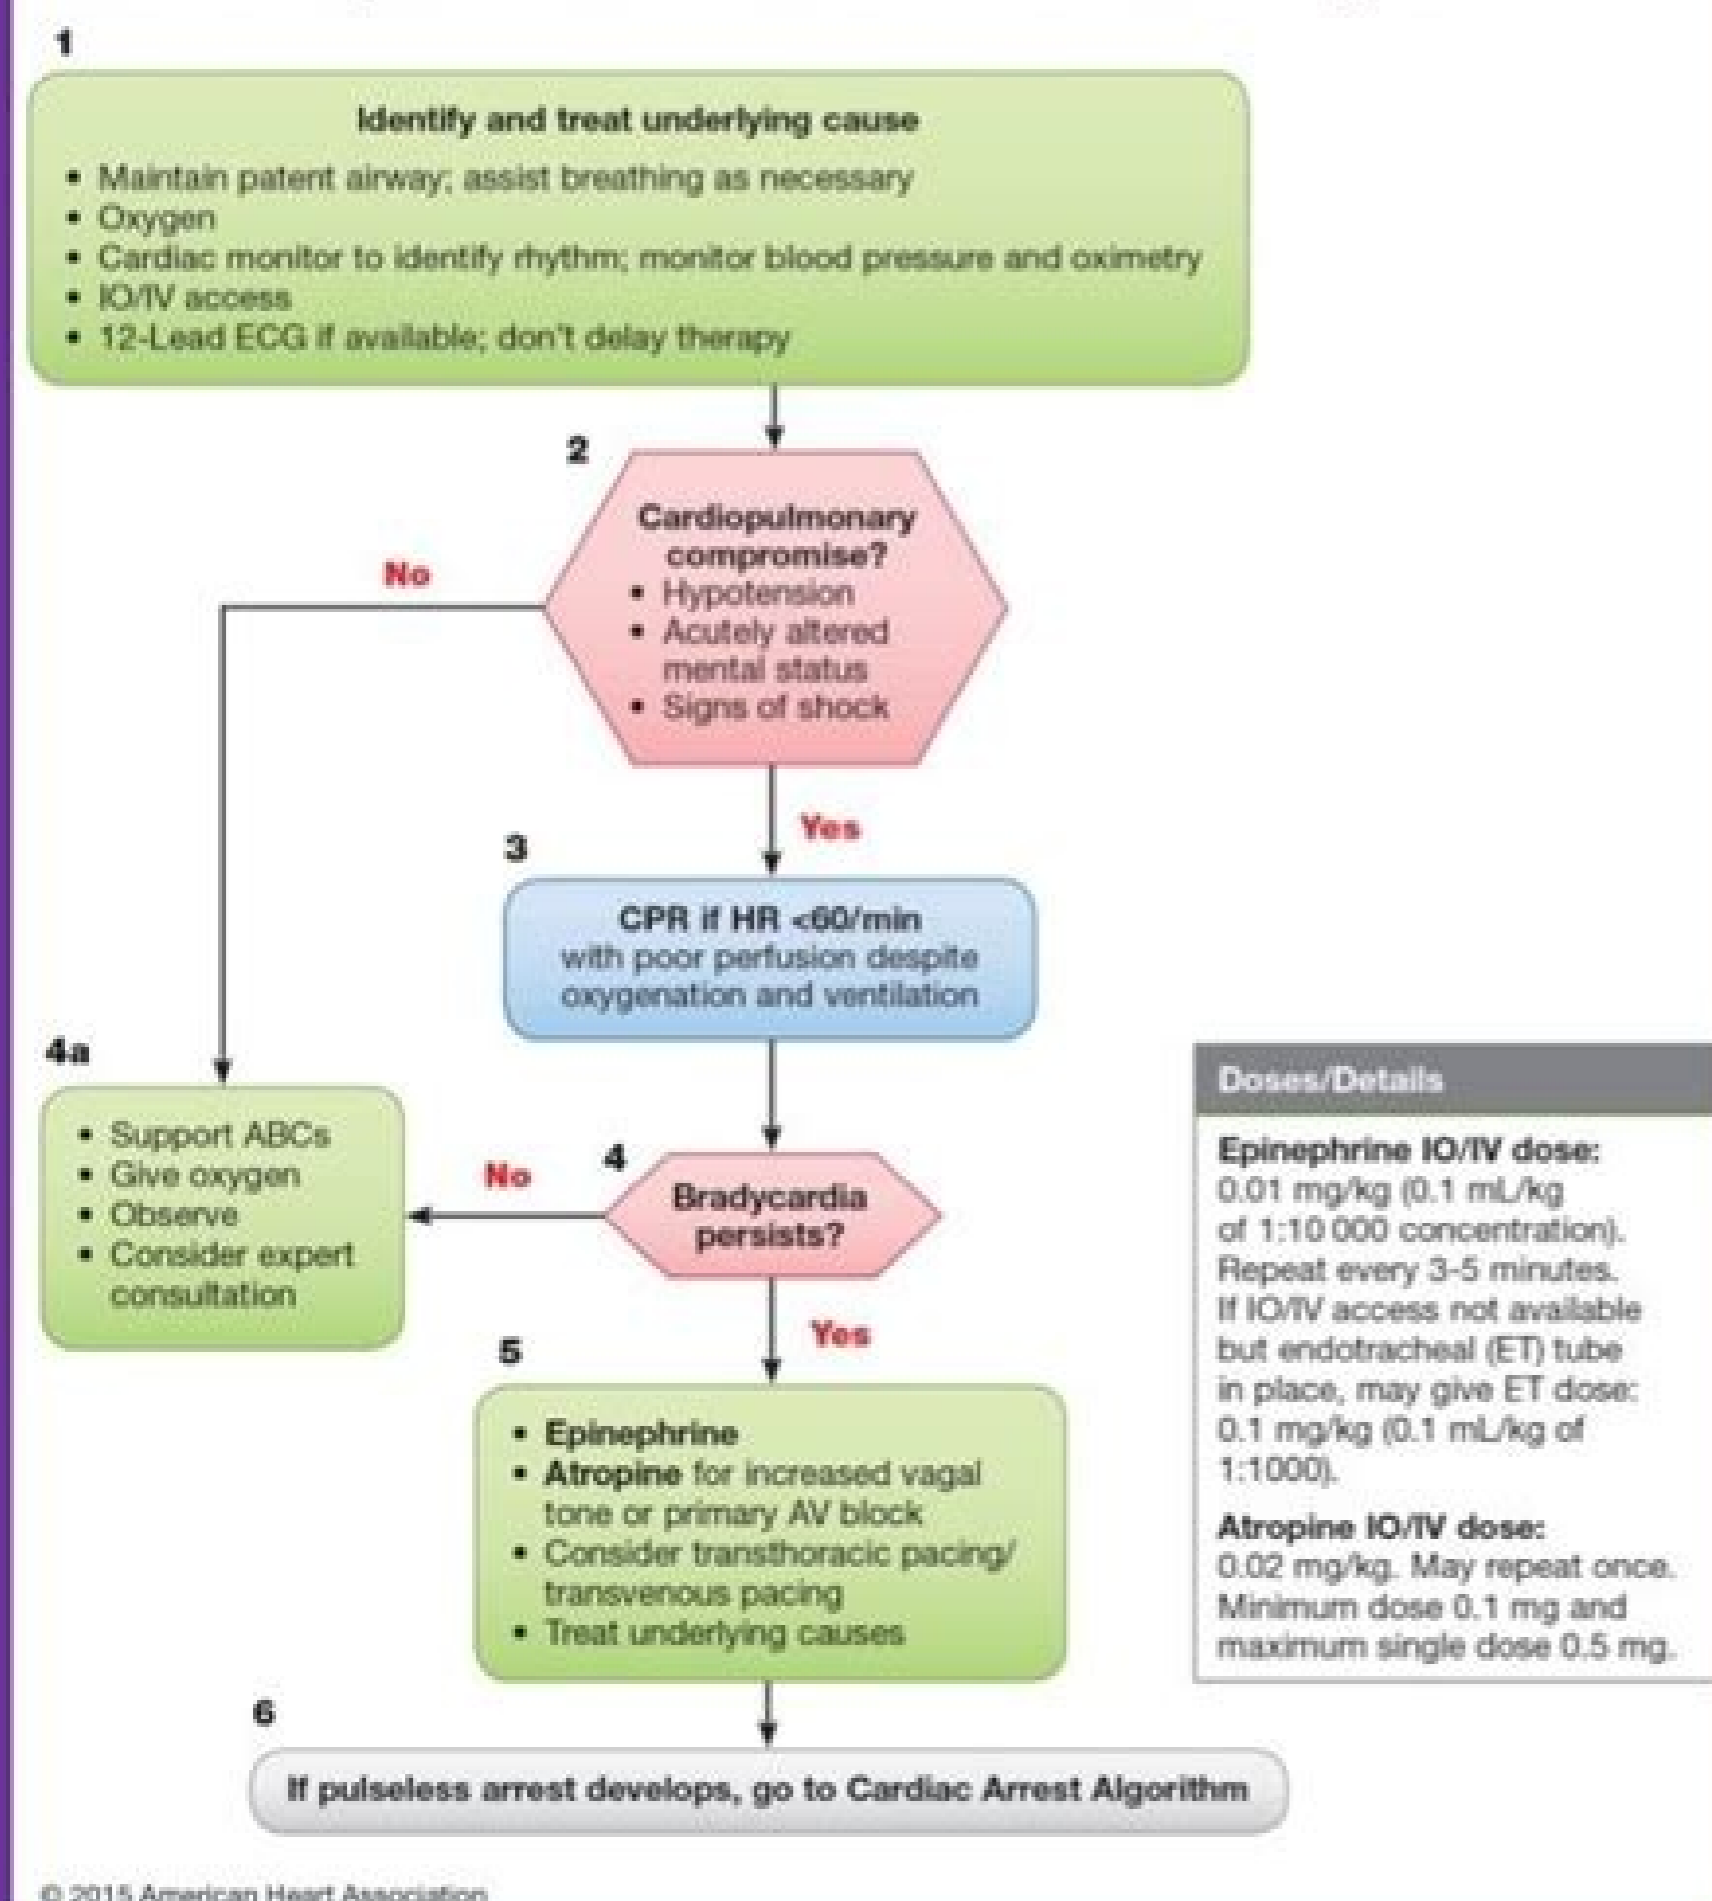 1
Identify and treat underlying cause
• Maintain patent airway; assist breathing as necessary
• Oxygen
• Cardiac monitor to identify rhythm; monitor blood pressure and oximetry
• IO/IV access
• 12-Lead ECG if available; don't delay therapy
2
Cardiopulmonary
compromise?
• Hypotension
• Acutely altered
mental status
• Signs of shock
No
Yes
3
CPR if HR <60/min
with poor perfusion despite
oxygenation and ventilation
4a
• Support ABCs
• Give oxygen
• Observe
• Consider expert
consultation
No
4
Bradycardia
persists?
Yes
5
• Epinephrine
• Atropine for increased vagal
tone or primary AV block
• Consider transthoracic pacing/
transvenous pacing
• Treat underlying causes
Doses/Details
Epinephrine IO/IV dose:
0.01 mg/kg (0.1 mL/kg
of 1:10 000 concentration).
Repeat every 3-5 minutes.
If IO/IV access not available
but endotracheal (ET) tube
in place, may give ET dose:
0.1 mg/kg (0.1 mL/kg of
1:1000).
Atropine IO/IV dose:
0.02 mg/kg. May repeat once.
Minimum dose 0.1 mg and
maximum single dose 0.5 mg.
6
If pulseless arrest develops, go to Cardiac Arrest Algorithm
© 2015 American Heart Association